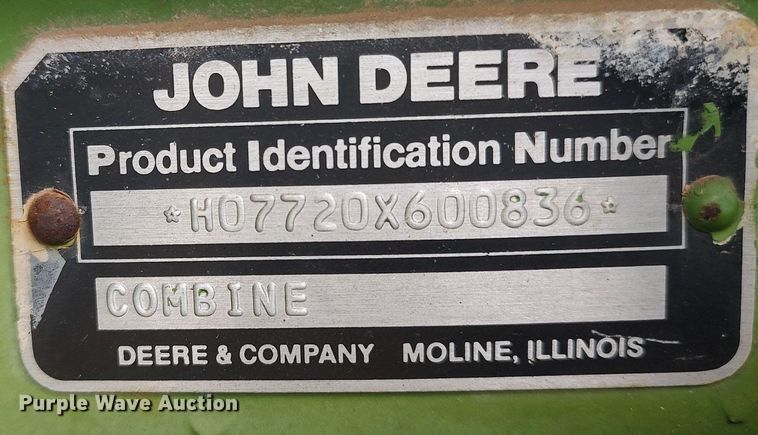 JOHN DEERE
Product Identification Number
*H07720X600836*
COMBINE
DEERE & COMPANY MOLINE, ILLINOIS
Purple Wave Auction